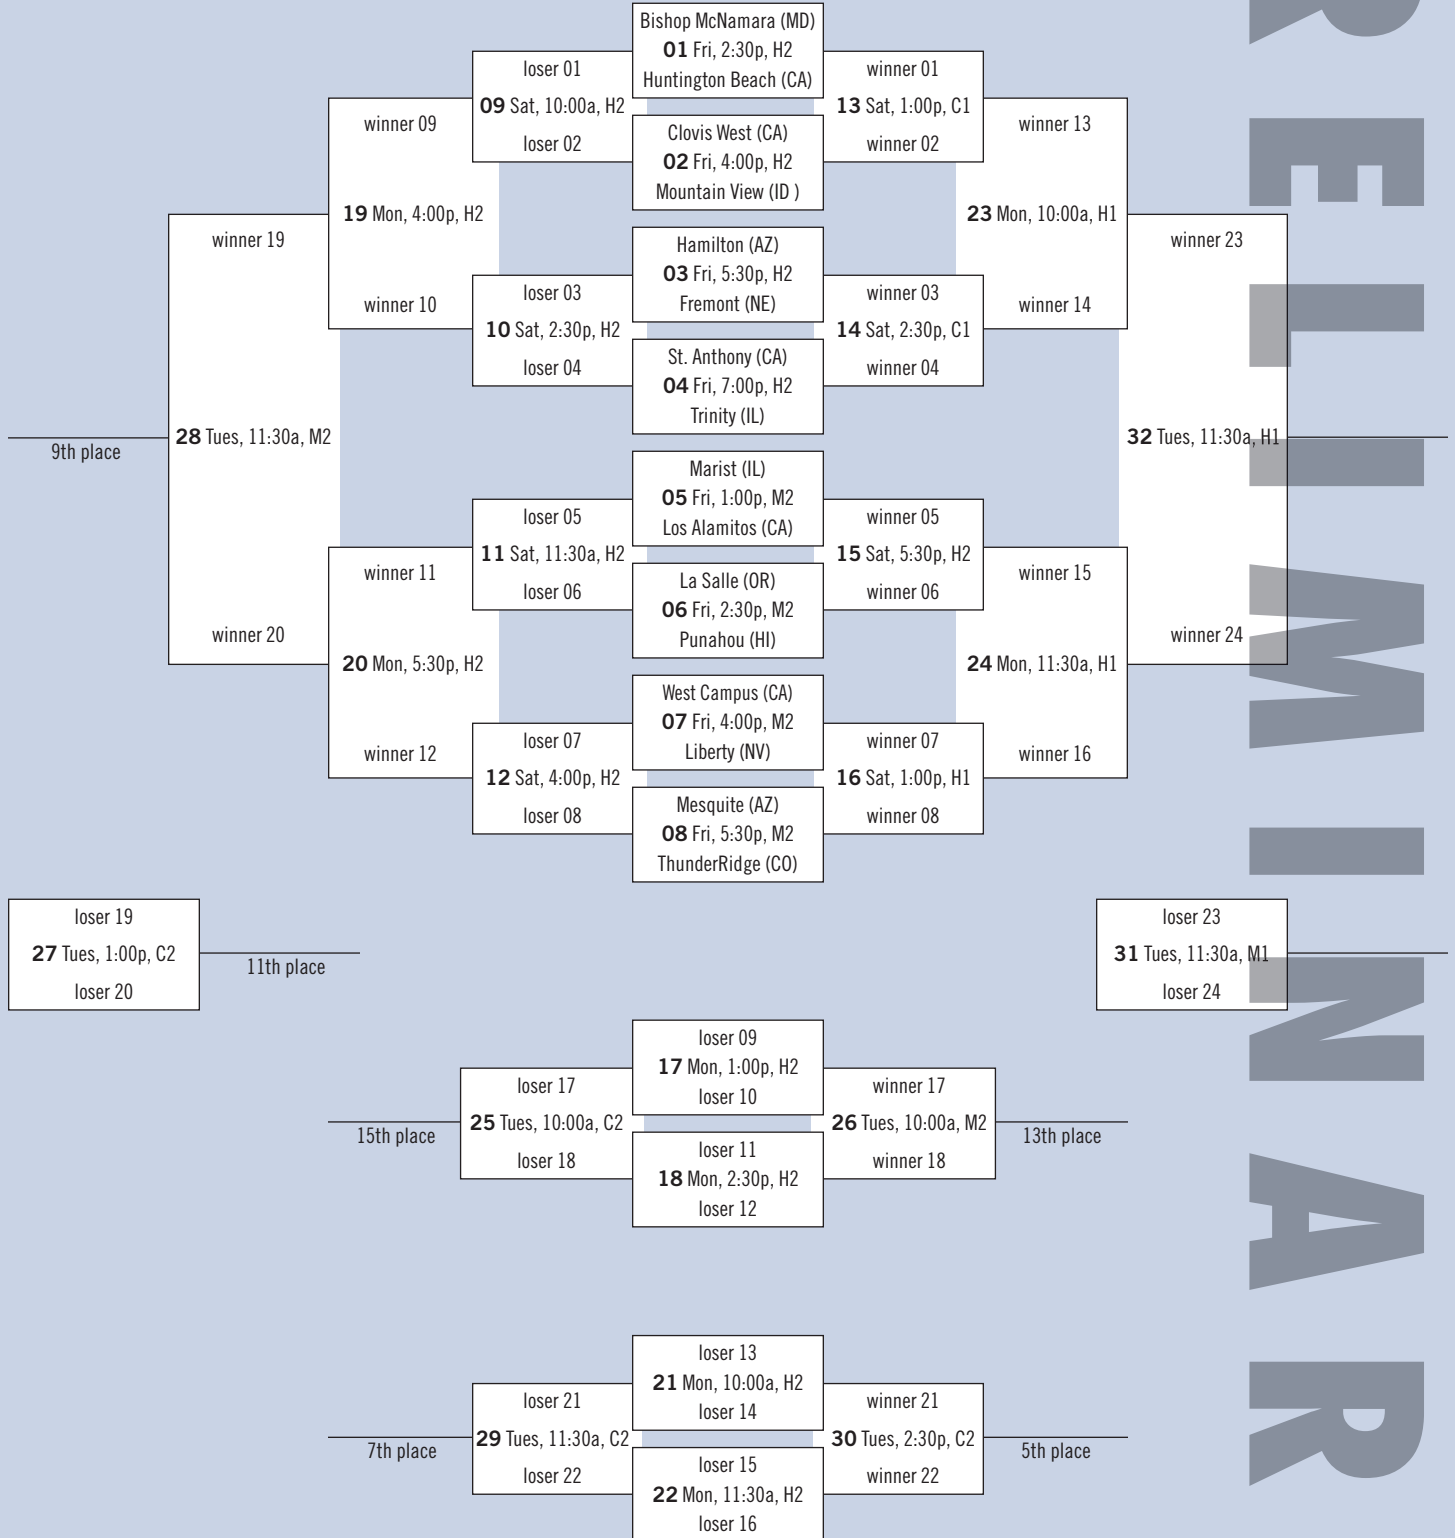 Bishop McNamara (MD)
01 Fri, 2:30p, H2
Huntington Beach (CA)
loser 01
09 Sat, 10:00a, H2
loser 02
winner 01
13 Sat, 1:00p, C1
winner 02
Clovis West (CA)
02 Fri, 4:00p, H2
Mountain View (ID )
winner 09
19 Mon, 4:00p, H2
winner 10
winner 13
23 Mon, 10:00a, H1
winner 14
Hamilton (AZ)
03 Fri, 5:30p, H2
Fremont (NE)
loser 03
10 Sat, 2:30p, H2
loser 04
winner 03
14 Sat, 2:30p, C1
winner 04
St. Anthony (CA)
04 Fri, 7:00p, H2
Trinity (IL)
winner 19
28 Tues, 11:30a, M2
winner 20
9th place
winner 23
32 Tues, 11:30a, H1
winner 24
Marist (IL)
05 Fri, 1:00p, M2
Los Alamitos (CA)
loser 05
11 Sat, 11:30a, H2
loser 06
winner 05
15 Sat, 5:30p, H2
winner 06
La Salle (OR)
06 Fri, 2:30p, M2
Punahou (HI)
winner 11
20 Mon, 5:30p, H2
winner 12
winner 15
24 Mon, 11:30a, H1
winner 16
West Campus (CA)
07 Fri, 4:00p, M2
Liberty (NV)
loser 07
12 Sat, 4:00p, H2
loser 08
winner 07
16 Sat, 1:00p, H1
winner 08
Mesquite (AZ)
08 Fri, 5:30p, M2
ThunderRidge (CO)
loser 19
27 Tues, 1:00p, C2
loser 20
11th place
loser 23
31 Tues, 11:30a, M1
loser 24
loser 09
17 Mon, 1:00p, H2
loser 10
loser 17
25 Tues, 10:00a, C2
loser 18
15th place
winner 17
26 Tues, 10:00a, M2
winner 18
13th place
loser 11
18 Mon, 2:30p, H2
loser 12
loser 13
21 Mon, 10:00a, H2
loser 14
loser 21
29 Tues, 11:30a, C2
loser 22
7th place
winner 21
30 Tues, 2:30p, C2
winner 22
5th place
loser 15
22 Mon, 11:30a, H2
loser 16
RELIMINAR